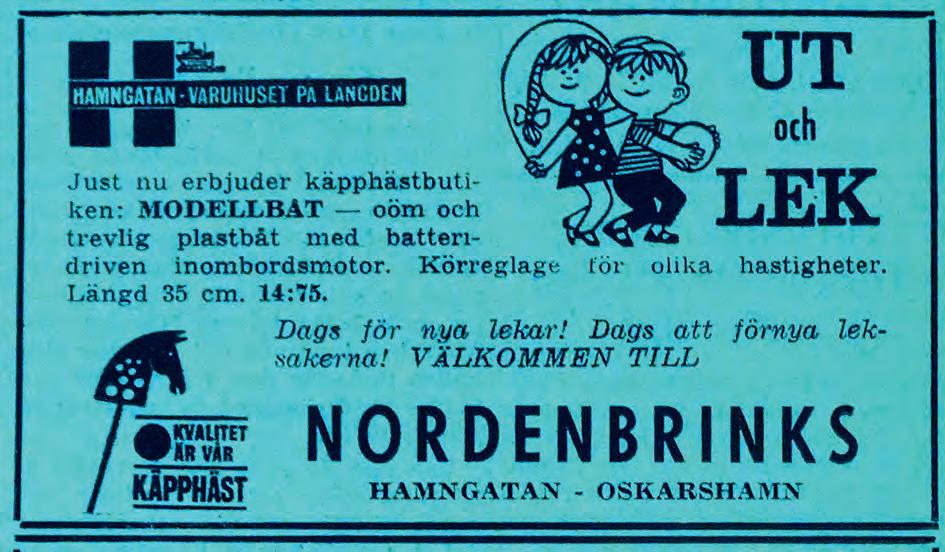 HAMNGATAN · VARUHUSET PÅ LANGDEN
UT
och
LEK
Just nu erbjuder käpphästbuti-
ken: MODELLBÅT — oöm och
trevlig plastbåt med batteri-
driven inombordsmotor. Körreglage för olika hastigheter.
Längd 35 cm. 14:75.
Dags för nya lekar! Dags att förnya lek-
sakerna! VÄLKOMMEN TILL
KVALITET
ÄR VÅR
KÄPPHÄST
NORDENBRINKS
HAMNGATAN - OSKARSHAMN